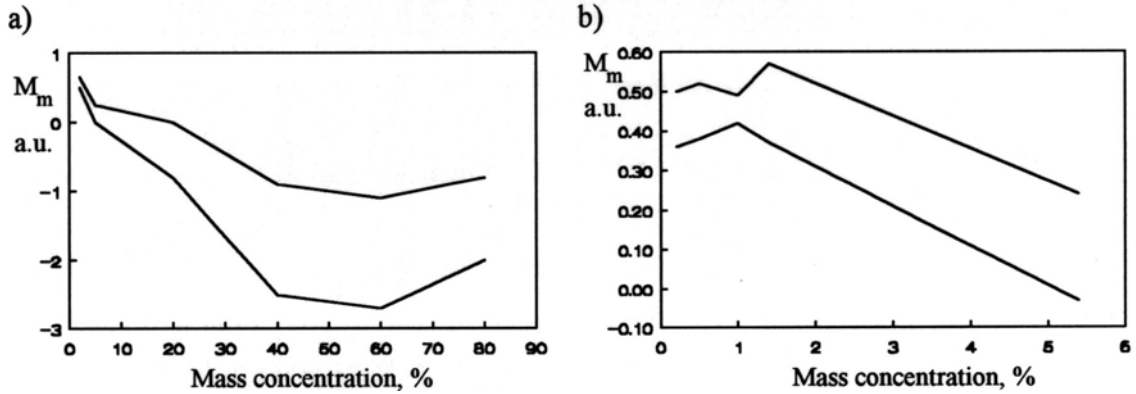 a)
M_m
a.u.
1
0
−1
−2
−3
0 10 20 30 40 50 60 70 80 90
Mass concentration, %
b)
M_m
a.u.
0.60
0.50
0.40
0.30
0.20
0.10
0.00
−0.10
0 1 2 3 4 5 6
Mass concentration, %